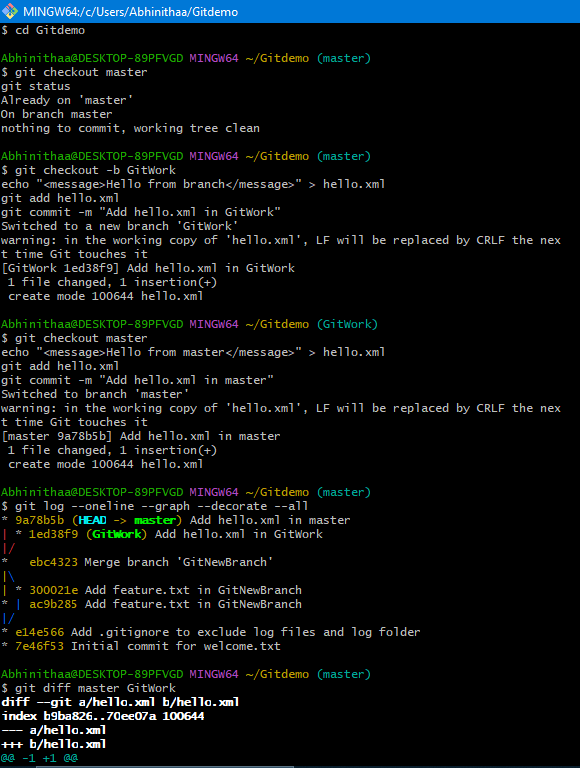 MINGW64:/c/Users/Abhinithaa/Gitdemo
$ cd Gitdemo
Abhinithaa@DESKTOP-89PFVGD MINGW64 ~/Gitdemo (master)
$ git checkout master
git status
Already on 'master'
On branch master
nothing to commit, working tree clean
Abhinithaa@DESKTOP-89PFVGD MINGW64 ~/Gitdemo (master)
$ git checkout -b GitWork
echo "<message>Hello from branch</message>" > hello.xml
git add hello.xml
git commit -m "Add hello.xml in GitWork"
Switched to a new branch 'GitWork'
warning: in the working copy of 'hello.xml', LF will be replaced by CRLF the nex
t time Git touches it
[GitWork 1ed38f9] Add hello.xml in GitWork
 1 file changed, 1 insertion(+)
 create mode 100644 hello.xml
Abhinithaa@DESKTOP-89PFVGD MINGW64 ~/Gitdemo (GitWork)
$ git checkout master
echo "<message>Hello from master</message>" > hello.xml
git add hello.xml
git commit -m "Add hello.xml in master"
Switched to branch 'master'
warning: in the working copy of 'hello.xml', LF will be replaced by CRLF the nex
t time Git touches it
[master 9a78b5b] Add hello.xml in master
 1 file changed, 1 insertion(+)
 create mode 100644 hello.xml
Abhinithaa@DESKTOP-89PFVGD MINGW64 ~/Gitdemo (master)
$ git log --oneline --graph --decorate --all
* 9a78b5b (HEAD -> master) Add hello.xml in master
| * 1ed38f9 (GitWork) Add hello.xml in GitWork
|/
*   ebc4323 Merge branch 'GitNewBranch'
|\
| * 300021e Add feature.txt in GitNewBranch
* | ac9b285 Add feature.txt in GitNewBranch
|/
* e14e566 Add .gitignore to exclude log files and log folder
* 7e46f53 Initial commit for welcome.txt
Abhinithaa@DESKTOP-89PFVGD MINGW64 ~/Gitdemo (master)
$ git diff master GitWork
diff --git a/hello.xml b/hello.xml
index b9ba826..70ee07a 100644
--- a/hello.xml
+++ b/hello.xml
@@ -1 +1 @@